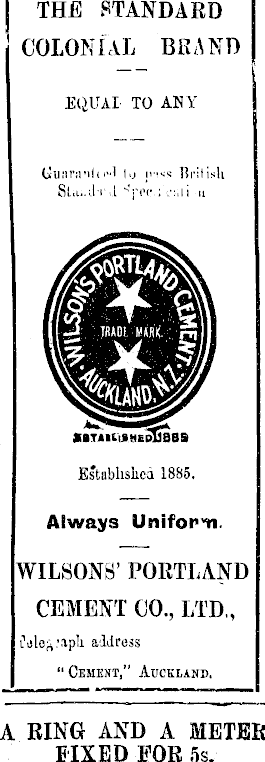 THE STANDARD
COLONIAL BRAND
EQUAL TO ANY
Guaranteed to pass British
Standard Specification
WILSON'S PORTLAND CEMENT
TRADE MARK
AUCKLAND, N.Z.
ESTABLISHED 1885
Established 1885.
Always Uniform.
WILSONS' PORTLAND
CEMENT CO., LTD.,
Telegraph address
"CEMENT," AUCKLAND.
A RING AND A METER
FIXED FOR 5s.